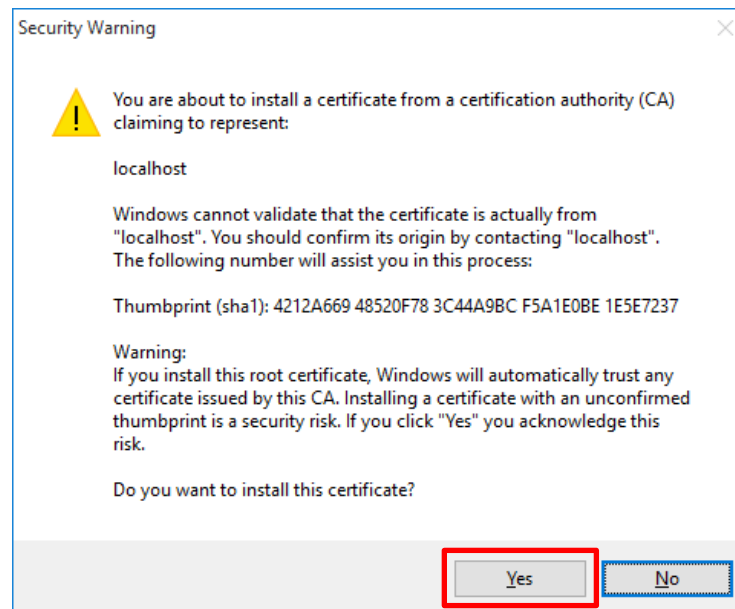 Security Warning
You are about to install a certificate from a certification authority (CA)
claiming to represent:
localhost
Windows cannot validate that the certificate is actually from
"localhost". You should confirm its origin by contacting "localhost".
The following number will assist you in this process:
Thumbprint (sha1): 4212A669 48520F78 3C44A9BC F5A1E0BE 1E5E7237
Warning:
If you install this root certificate, Windows will automatically trust any
certificate issued by this CA. Installing a certificate with an unconfirmed
thumbprint is a security risk. If you click "Yes" you acknowledge this
risk.
Do you want to install this certificate?
Yes
No